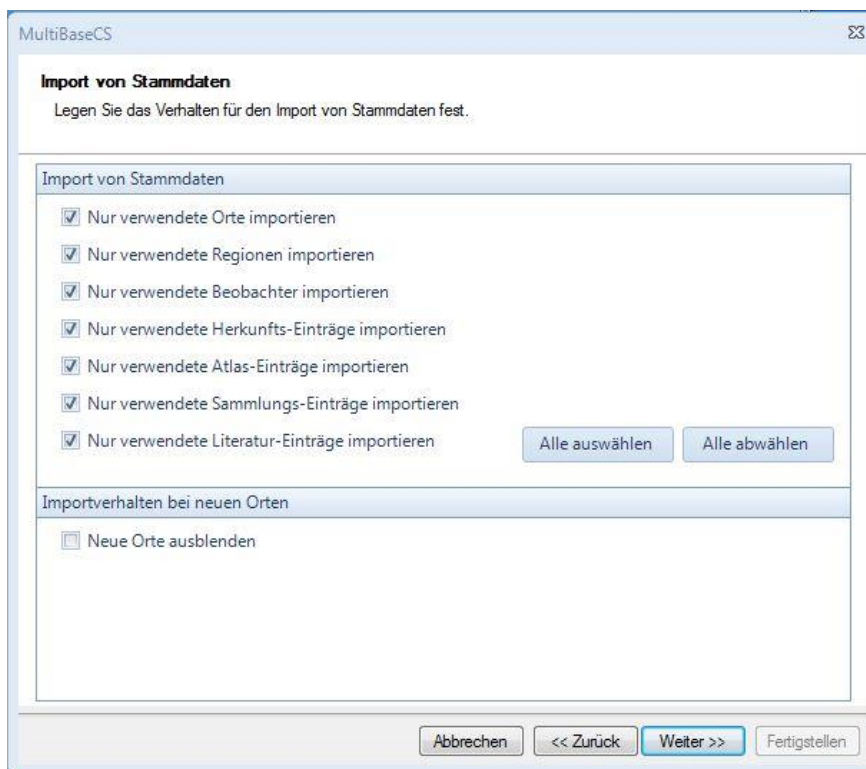 MultiBaseCS
Import von Stammdaten
Legen Sie das Verhalten für den Import von Stammdaten fest.
Import von Stammdaten
Nur verwendete Orte importieren
Nur verwendete Regionen importieren
Nur verwendete Beobachter importieren
Nur verwendete Herkunfts-Einträge importieren
Nur verwendete Atlas-Einträge importieren
Nur verwendete Sammlungs-Einträge importieren
Nur verwendete Literatur-Einträge importieren
Alle auswählen Alle abwählen
Importverhalten bei neuen Orten
Neue Orte ausblenden
Abbrechen << Zurück Weiter >> Fertigstellen